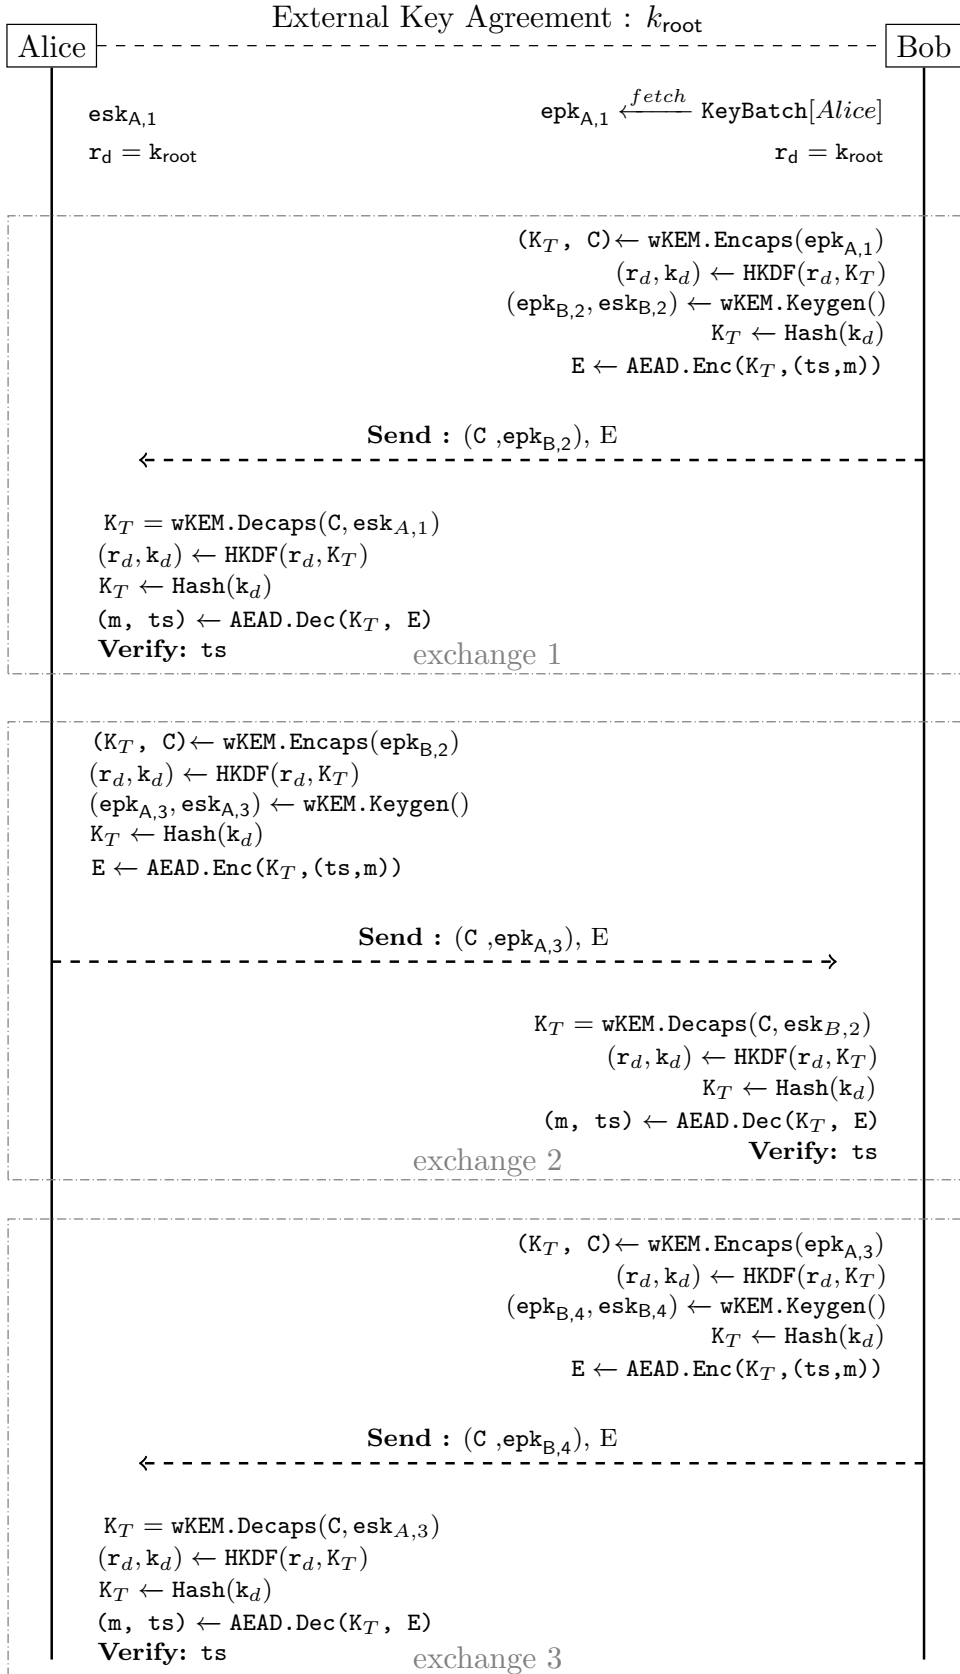 External Key Agreement : k_root
Alice
Bob
esk_A,1
epk_A,1 ⟵fetch KeyBatch[Alice]
r_d = k_root
r_d = k_root
(K_T, C)← wKEM.Encaps(epk_A,1)
(r_d, k_d) ← HKDF(r_d, K_T)
(epk_B,2, esk_B,2) ← wKEM.Keygen()
K_T ← Hash(k_d)
E ← AEAD.Enc(K_T,(ts,m))
Send : (C ,epk_B,2), E
K_T = wKEM.Decaps(C, esk_A,1)
(r_d, k_d) ← HKDF(r_d, K_T)
K_T ← Hash(k_d)
(m, ts) ← AEAD.Dec(K_T, E)
Verify: ts
exchange 1
(K_T, C)← wKEM.Encaps(epk_B,2)
(r_d, k_d) ← HKDF(r_d, K_T)
(epk_A,3, esk_A,3) ← wKEM.Keygen()
K_T ← Hash(k_d)
E ← AEAD.Enc(K_T,(ts,m))
Send : (C ,epk_A,3), E
K_T = wKEM.Decaps(C, esk_B,2)
(r_d, k_d) ← HKDF(r_d, K_T)
K_T ← Hash(k_d)
(m, ts) ← AEAD.Dec(K_T, E)
Verify: ts
exchange 2
(K_T, C)← wKEM.Encaps(epk_A,3)
(r_d, k_d) ← HKDF(r_d, K_T)
(epk_B,4, esk_B,4) ← wKEM.Keygen()
K_T ← Hash(k_d)
E ← AEAD.Enc(K_T,(ts,m))
Send : (C ,epk_B,4), E
K_T = wKEM.Decaps(C, esk_A,3)
(r_d, k_d) ← HKDF(r_d, K_T)
K_T ← Hash(k_d)
(m, ts) ← AEAD.Dec(K_T, E)
Verify: ts
exchange 3